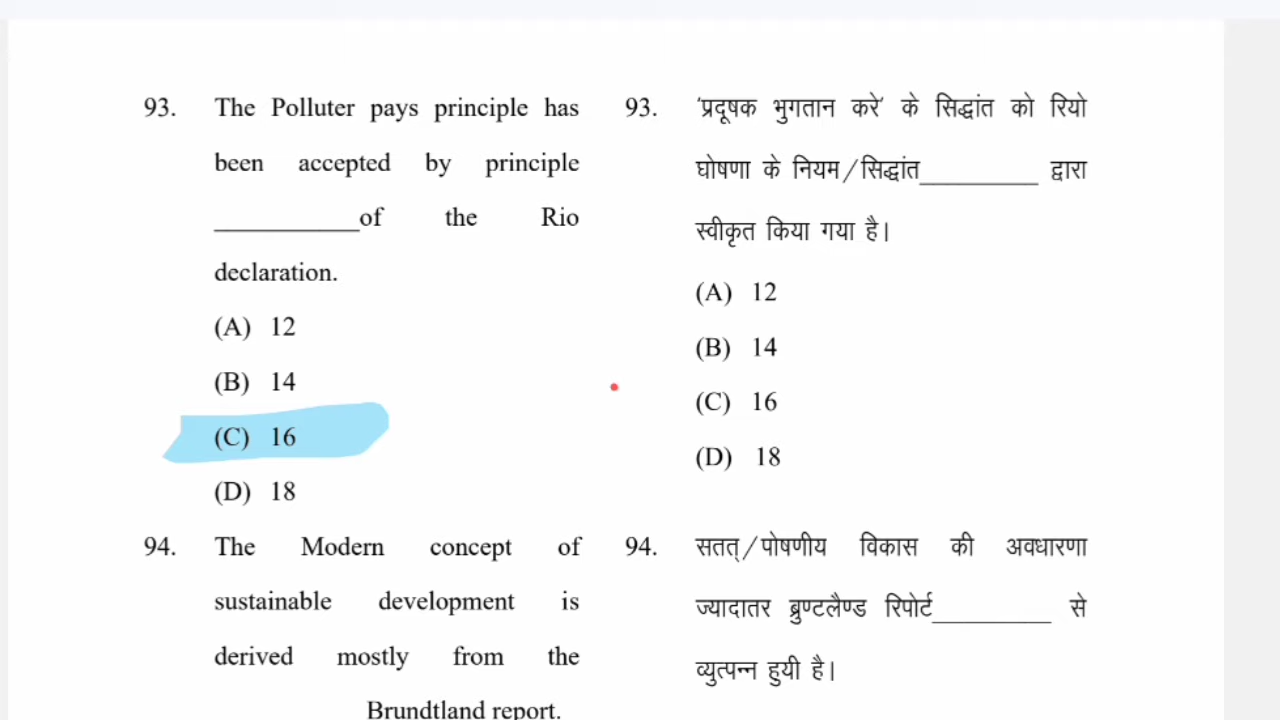 93. The Polluter pays principle has
been accepted by principle
___________of the Rio
declaration.
(A) 12
(B) 14
(C) 16
(D) 18
94. The Modern concept of
sustainable development is
derived mostly from the
Brundtland report.
93. 'प्रदूषक भुगतान करे' के सिद्धांत को रियो
घोषणा के नियम/सिद्धांत_________ द्वारा
स्वीकृत किया गया है।
(A) 12
(B) 14
(C) 16
(D) 18
94. सतत्/पोषणीय विकास की अवधारणा
ज्यादातर ब्रुण्टलैण्ड रिपोर्ट_________ से
व्युत्पन्न हुयी है।